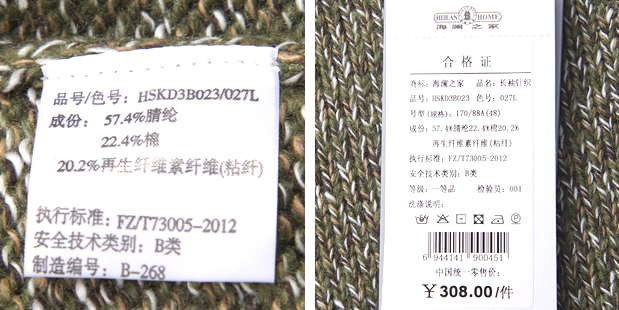 品号/色号: HSKD3B023/027L
成份: 57.4%腈纶
22.4%棉
20.2%再生纤维素纤维(粘纤)
执行标准: FZ/T73005-2012
安全技术类别: B类
制造编号: B-268
HEILAN HOME
海澜之家
合格证
商标: 海澜之家 品名: 长袖针织
品号: HSKD3B023 色号: 027L
号型(规格): 170/88A(48)
成份: 57.4%腈纶22.4%棉20.2%
再生纤维素纤维(粘纤)
执行标准: FZ/T73005-2012
安全技术类别: B类
等级: 一等品 检验员: 001
洗涤说明:
6 944141 900451
中国统一零售价:
¥308.00/件